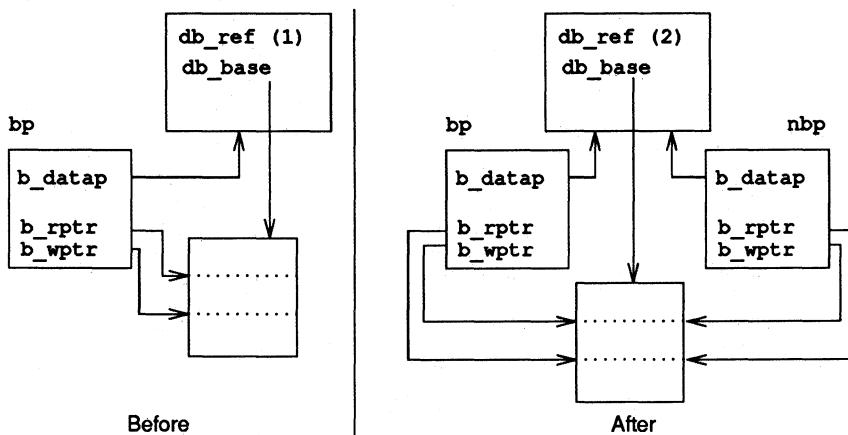 db_ref (1)
db_base
bp
b_datap
b_rptr
b_wptr
Before
db_ref (2)
db_base
bp
nbp
b_datap
b_datap
b_rptr
b_rptr
b_wptr
b_wptr
After